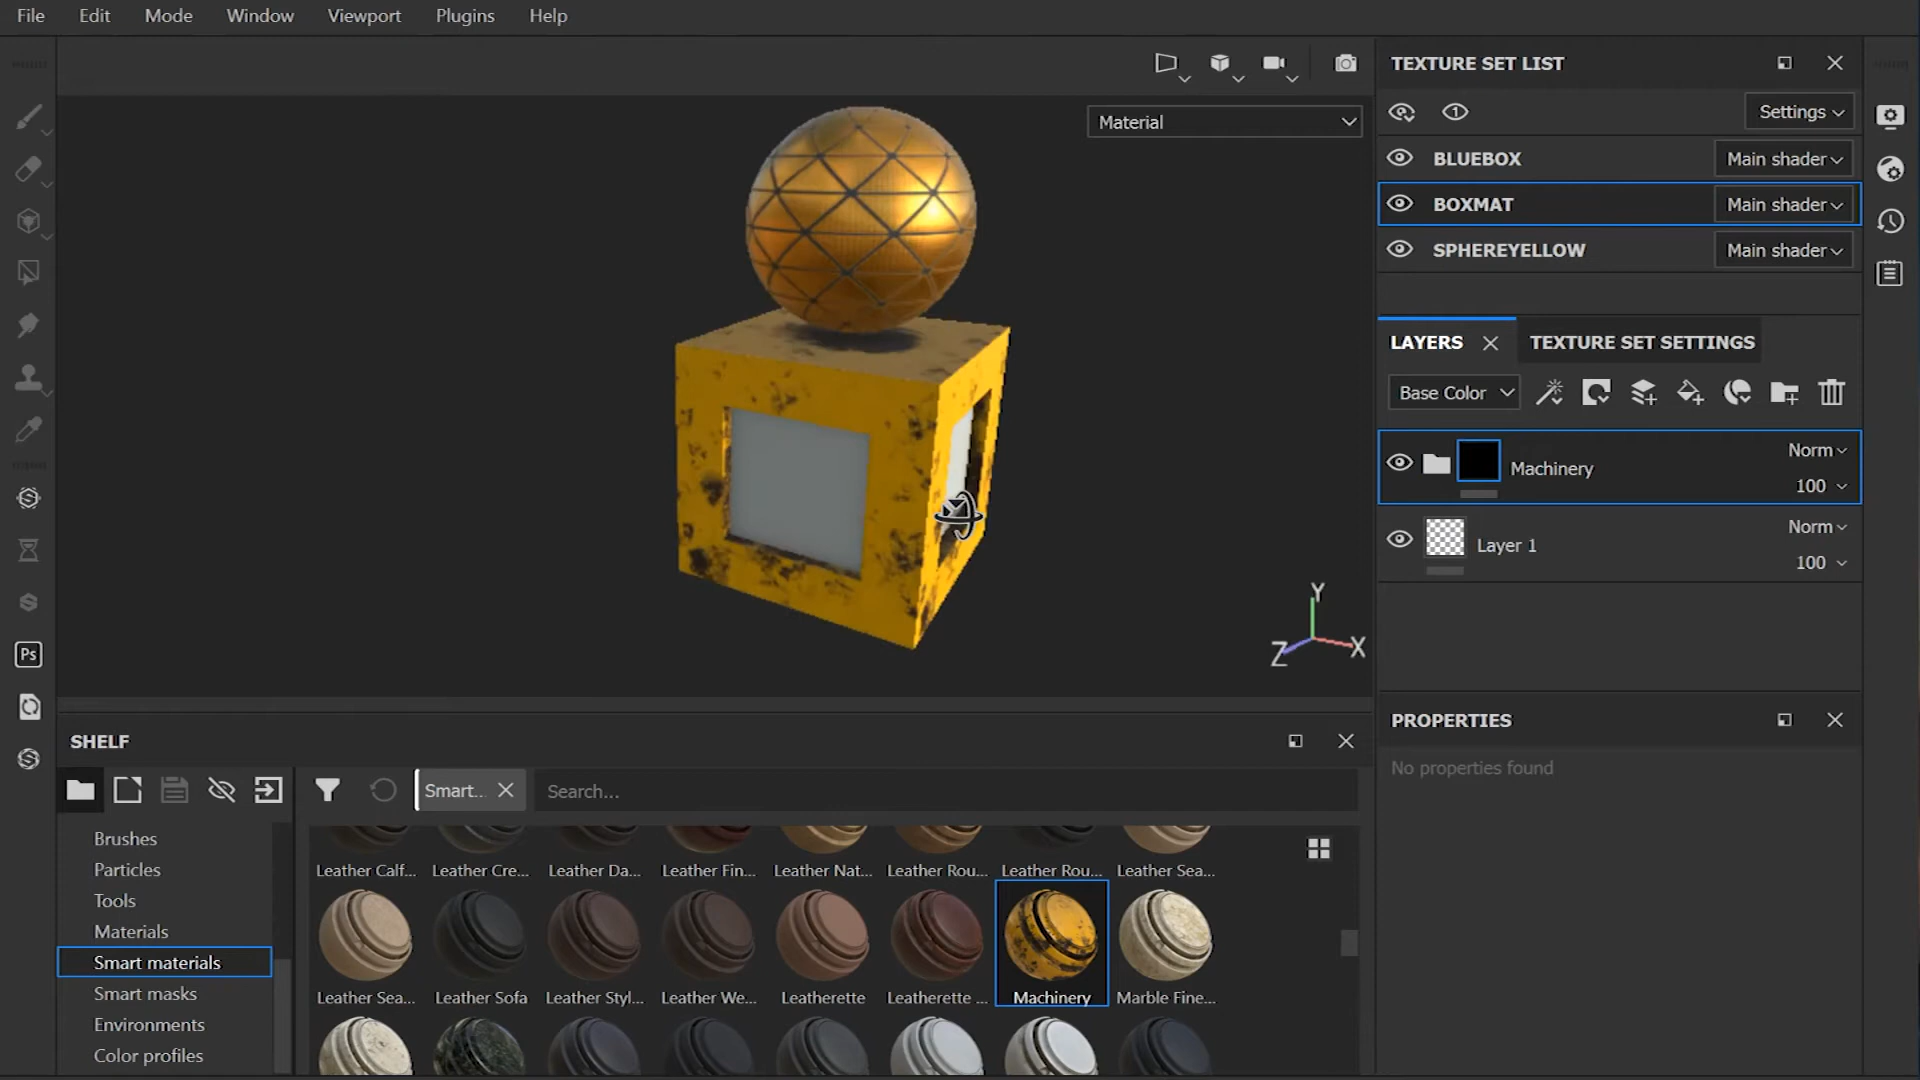 File Edit Mode Window Viewport Plugins Help
Material
TEXTURE SET LIST
1
Settings
BLUEBOX Main shader
BOXMAT Main shader
SPHEREYELLOW Main shader
LAYERS TEXTURE SET SETTINGS
Base Color
Machinery Norm
100
Layer 1 Norm
100
Y
Z X
PROPERTIES
No properties found
Ps
SHELF
Smart... Search...
Brushes
Particles
Tools
Materials
Smart materials
Smart masks
Environments
Color profiles
Leather Calf... Leather Cre... Leather Da... Leather Fin... Leather Nat... Leather Rou... Leather Rou... Leather Sea...
Leather Sea... Leather Sofa Leather Styl... Leather We... Leatherette Leatherette ... Machinery Marble Fine...